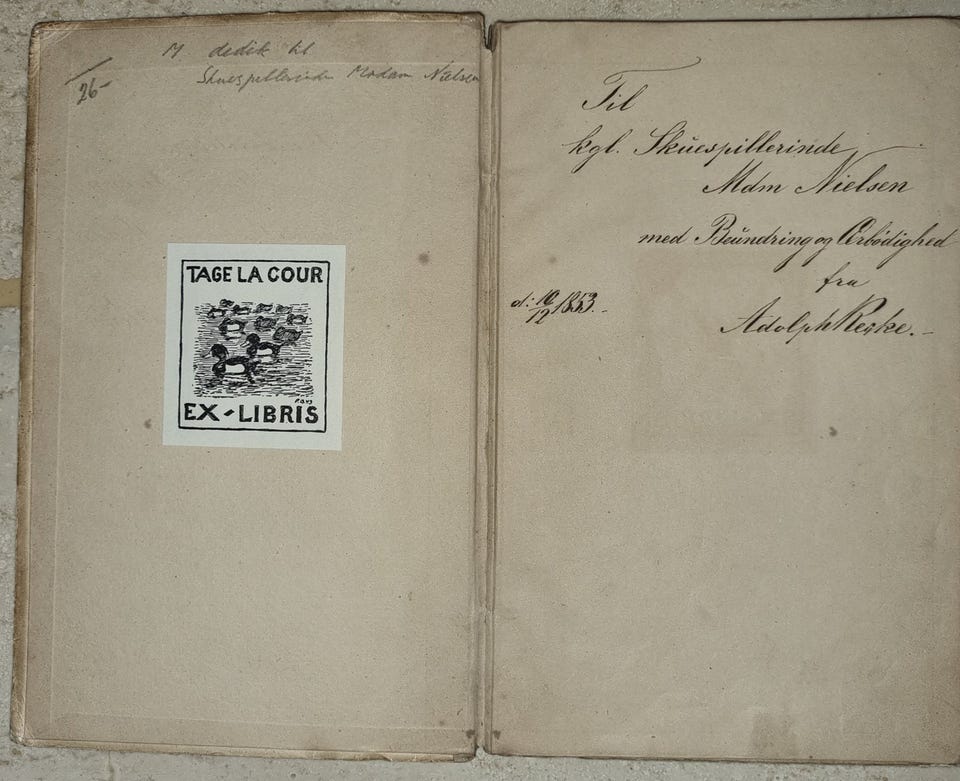 M dedik til
Skuespillerinde Madam Nielsen
26-
TAGE LA COUR
EX-LIBRIS
Til
kgl. Skuespillerinde
Mdm Nielsen
med Beundring og Ærbødighed
fra
d: 10/12 1853.-
Adolph Recke.-